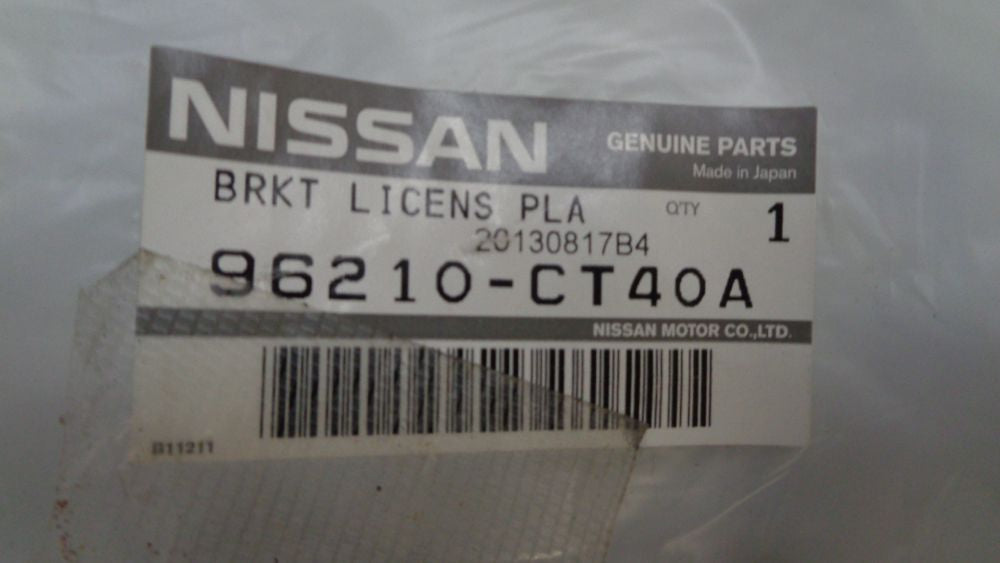 NISSAN
GENUINE PARTS
Made in Japan
BRKT LICENS PLA
Q'TY 1
20130817B4
96210-CT40A
NISSAN MOTOR CO.,LTD.
B11211